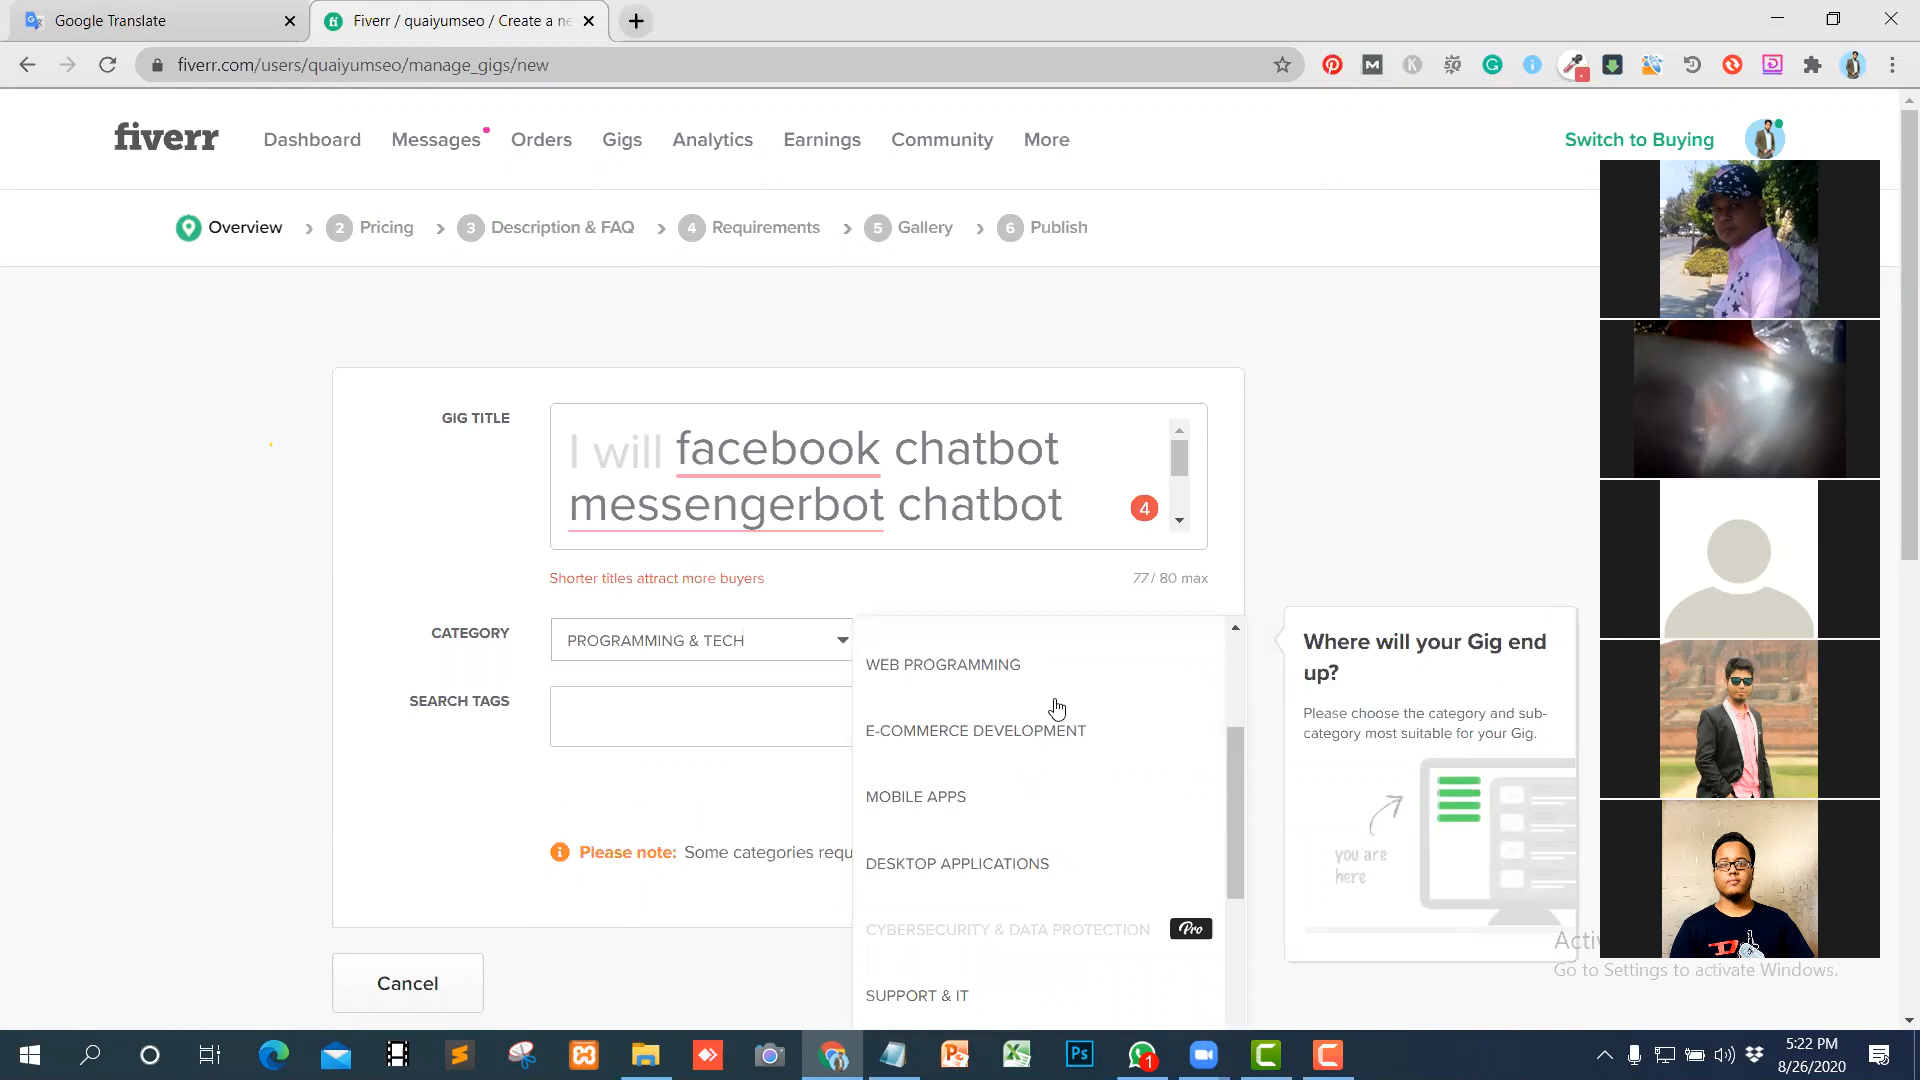 Google Translate
Fiverr / quaiyumseo / Create a ne
fiverr.com/users/quaiyumseo/manage_gigs/new
fiverr Dashboard Messages Orders Gigs Analytics Earnings Community More Switch to Buying
Overview 2 Pricing 3 Description & FAQ 4 Requirements 5 Gallery 6 Publish
GIG TITLE
I will facebook chatbot
messengerbot chatbot
4
Shorter titles attract more buyers 77 / 80 max
CATEGORY PROGRAMMING & TECH
SEARCH TAGS
WEB PROGRAMMING
E-COMMERCE DEVELOPMENT
MOBILE APPS
DESKTOP APPLICATIONS
CYBERSECURITY & DATA PROTECTION Pro
SUPPORT & IT
Please note: Some categories requ
Cancel
Where will your Gig end
up?
Please choose the category and sub-
category most suitable for your Gig.
you are
here
Acti
Go to Settings to activate Windows.
5:22 PM
8/26/2020